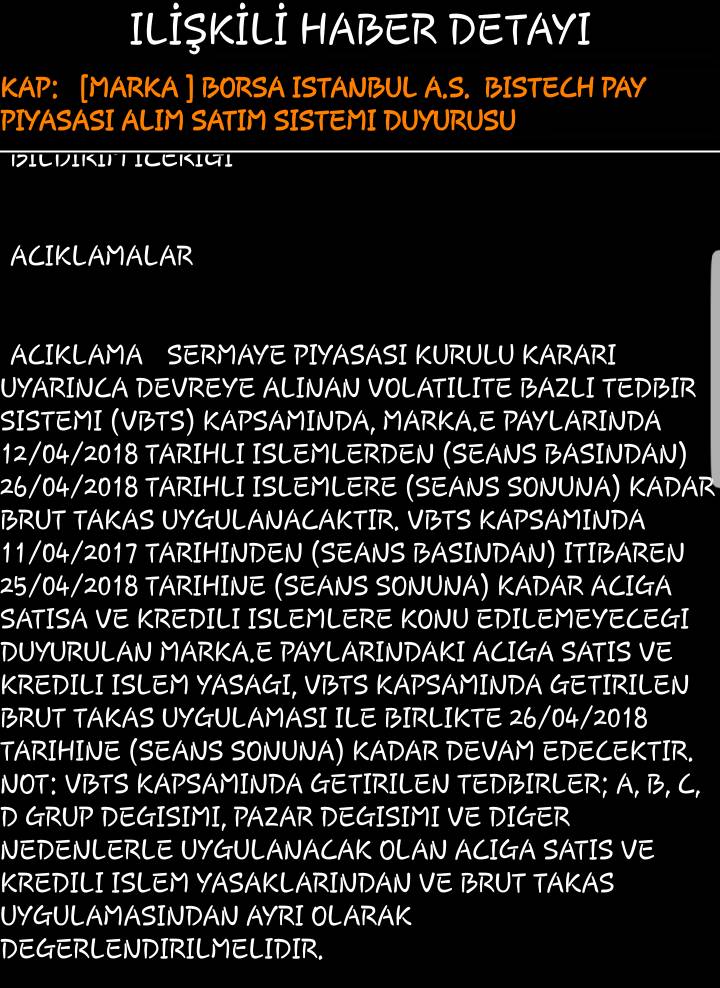 ILİŞKİLİ HABER DETAYI
KAP: [MARKA ] BORSA ISTANBUL A.S. BISTECH PAY
PIYASASI ALIM SATIM SISTEMI DUYURUSU
BILDIRIM ICERIGI
ACIKLAMALAR
ACIKLAMA SERMAYE PIYASASI KURULU KARARI
UYARINCA DEVREYE ALINAN VOLATILITE BAZLI TEDBIR
SISTEMI (VBTS) KAPSAMINDA, MARKA.E PAYLARINDA
12/04/2018 TARIHLI ISLEMLERDEN (SEANS BASINDAN)
26/04/2018 TARIHLI ISLEMLERE (SEANS SONUNA) KADAR
BRUT TAKAS UYGULANACAKTIR. VBTS KAPSAMINDA
11/04/2017 TARIHINDEN (SEANS BASINDAN) ITIBAREN
25/04/2018 TARIHINE (SEANS SONUNA) KADAR ACIGA
SATISA VE KREDILI ISLEMLERE KONU EDILEMEYECEGI
DUYURULAN MARKA.E PAYLARINDAKI ACIGA SATIS VE
KREDILI ISLEM YASAGI, VBTS KAPSAMINDA GETIRILEN
BRUT TAKAS UYGULAMASI ILE BIRLIKTE 26/04/2018
TARIHINE (SEANS SONUNA) KADAR DEVAM EDECEKTIR.
NOT: VBTS KAPSAMINDA GETIRILEN TEDBIRLER; A, B, C,
D GRUP DEGISIMI, PAZAR DEGISIMI VE DIGER
NEDENLERLE UYGULANACAK OLAN ACIGA SATIS VE
KREDILI ISLEM YASAKLARINDAN VE BRUT TAKAS
UYGULAMASINDAN AYRI OLARAK
DEGERLENDIRILMELIDIR.